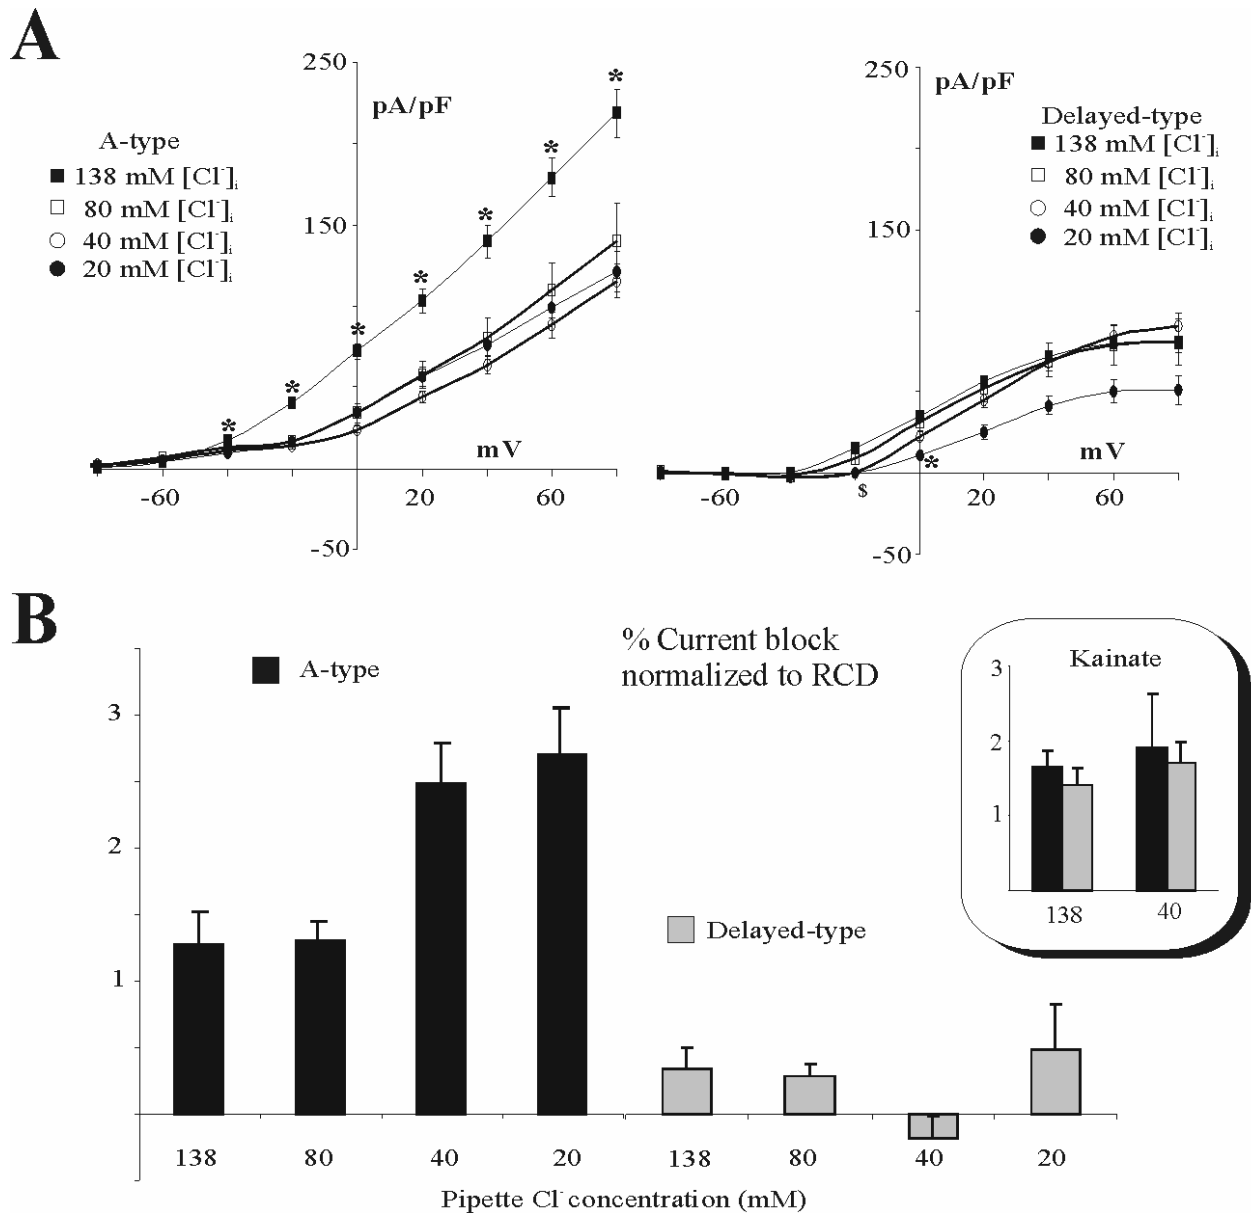 A
250
pA/pF
150
A-type
138 mM [Cl-]i
80 mM [Cl-]i
40 mM [Cl-]i
20 mM [Cl-]i
* * * * * * *
mV
-60 20 60
-50
250
pA/pF
150
Delayed-type
138 mM [Cl-]i
80 mM [Cl-]i
40 mM [Cl-]i
20 mM [Cl-]i
mV
*
$
-60 20 60
-50
B
A-type
% Current block
normalized to RCD
3
2
1
Delayed-type
138 80 40 20 138 80 40 20
Pipette Cl- concentration (mM)
Kainate
3
2
1
138 40